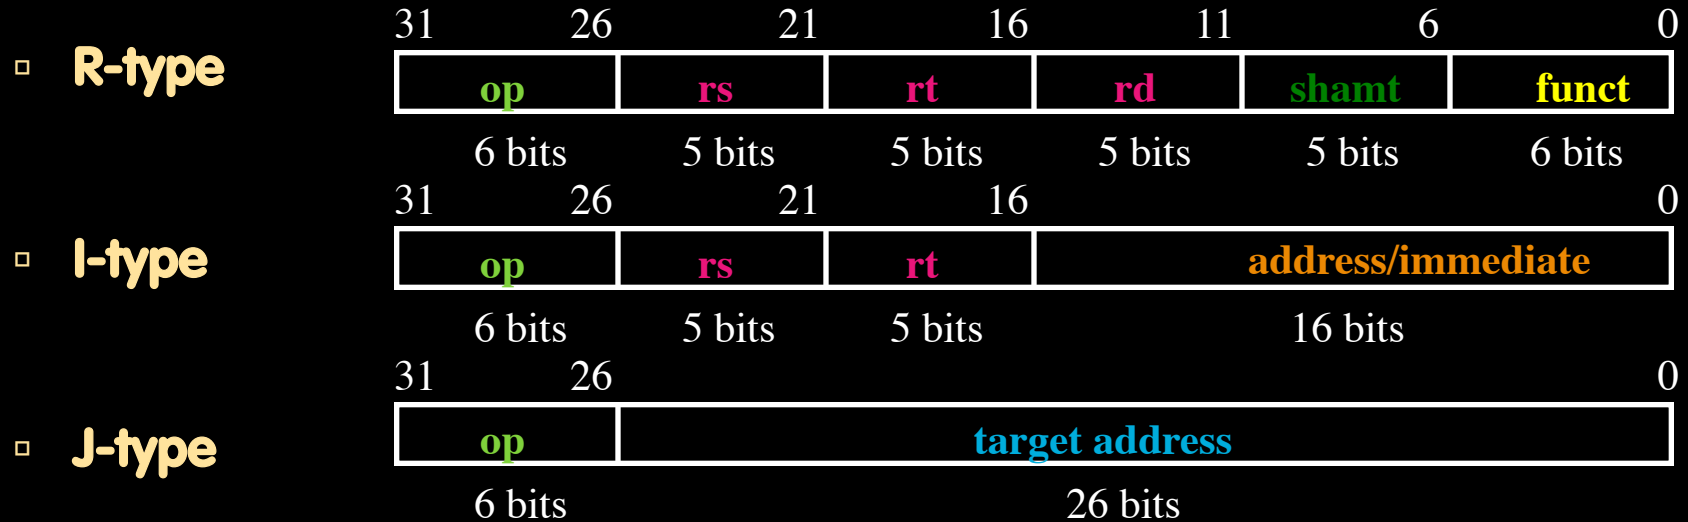 31 26 21 16 11 6 0
R-type op rs rt rd shamt funct
6 bits 5 bits 5 bits 5 bits 5 bits 6 bits
31 26 21 16 0
I-type op rs rt address/immediate
6 bits 5 bits 5 bits 16 bits
31 26 0
J-type op target address
6 bits 26 bits